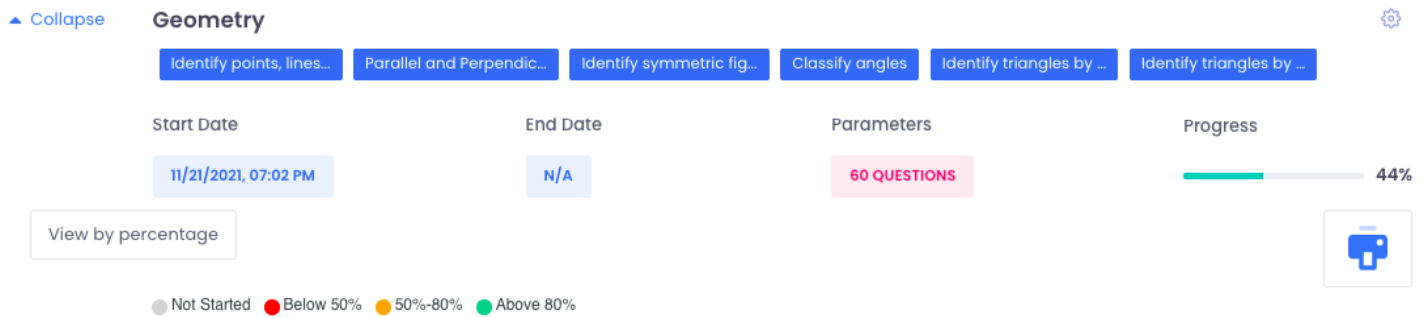 Collapse
Geometry
Identify points, lines... Parallel and Perpendic... Identify symmetric fig... Classify angles Identify triangles by ... Identify triangles by ...
Start Date End Date Parameters Progress
11/21/2021, 07:02 PM N/A 60 QUESTIONS 44%
View by percentage
Not Started Below 50% 50%-80% Above 80%